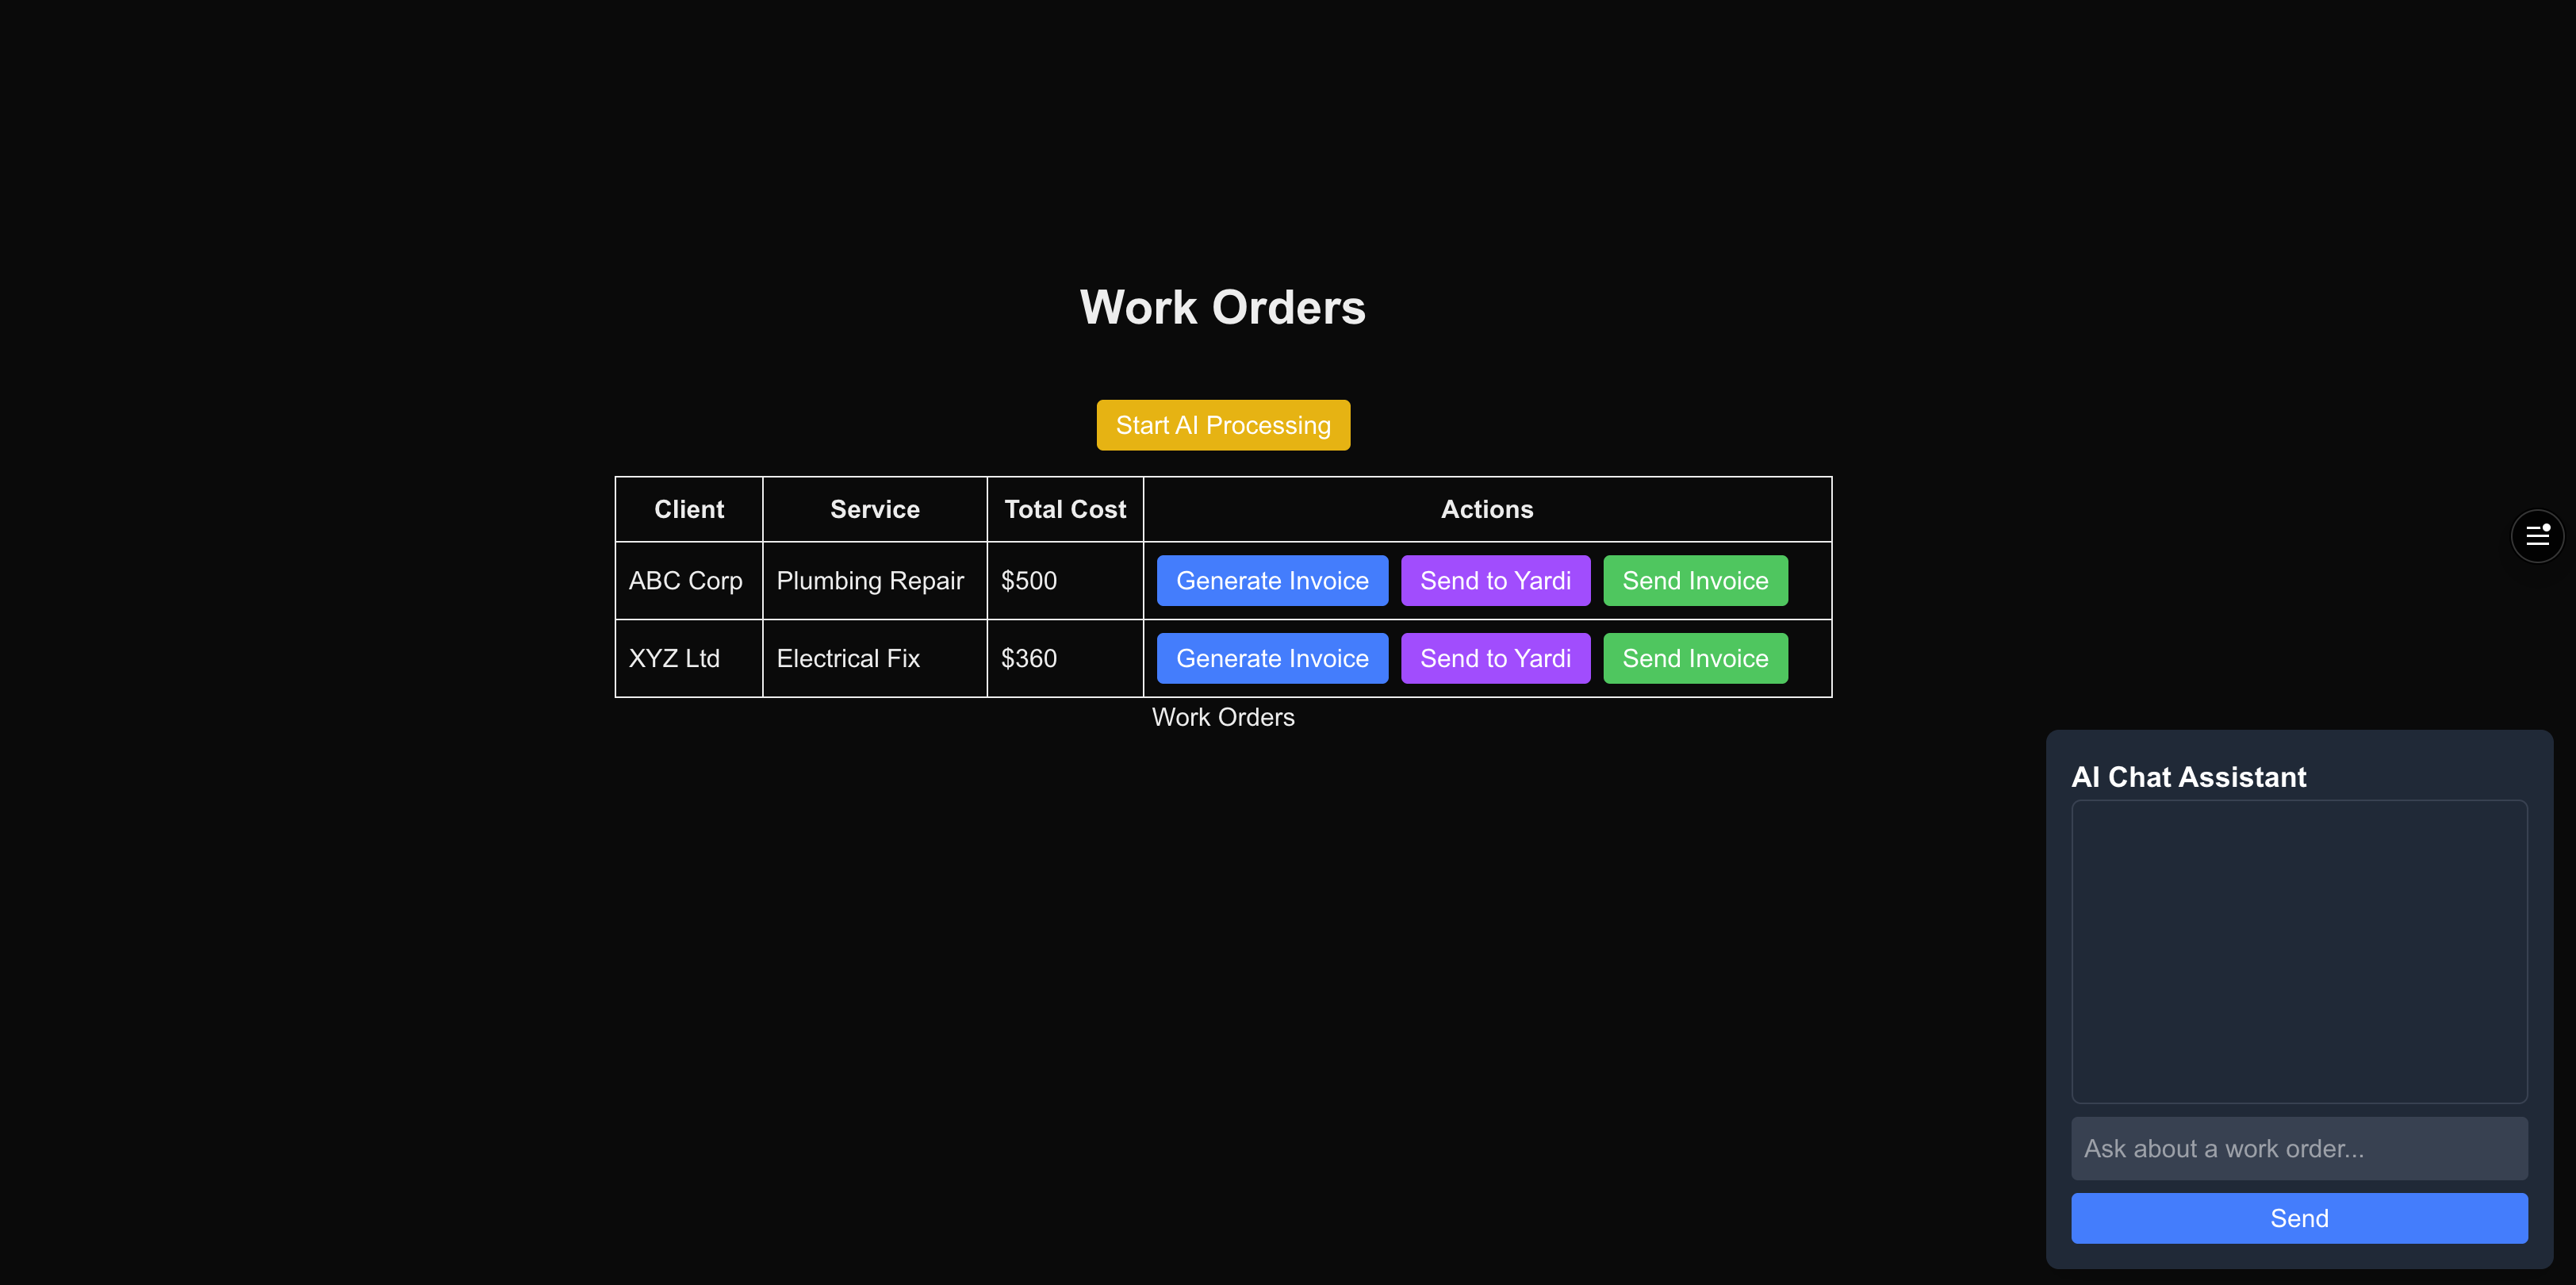 Work Orders
Start AI Processing
Client Service Total Cost Actions
ABC Corp Plumbing Repair $500 Generate Invoice Send to Yardi Send Invoice
XYZ Ltd Electrical Fix $360 Generate Invoice Send to Yardi Send Invoice
Work Orders
AI Chat Assistant
Ask about a work order...
Send